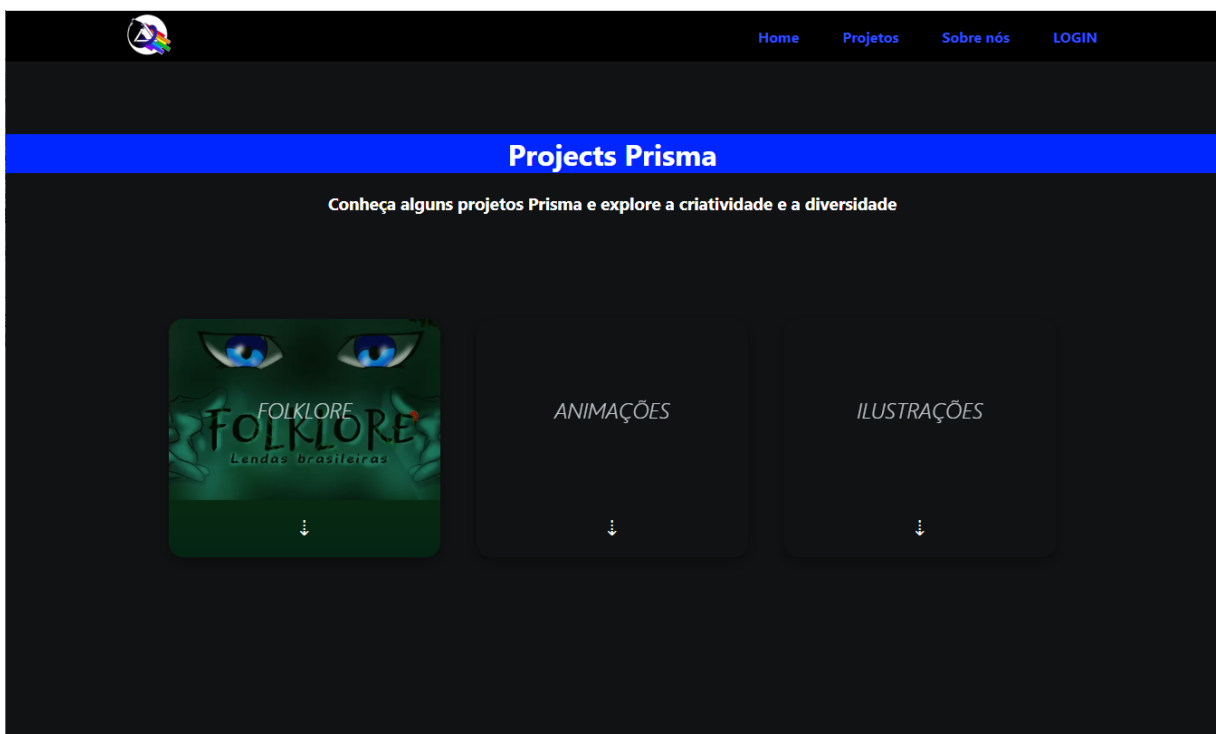 Home Projetos Sobre nós LOGIN
Projects Prisma
Conheça alguns projetos Prisma e explore a criatividade e a diversidade
FOLKLORE ANIMAÇÕES ILUSTRAÇÕES
FOLKLORE
Lendas brasileiras